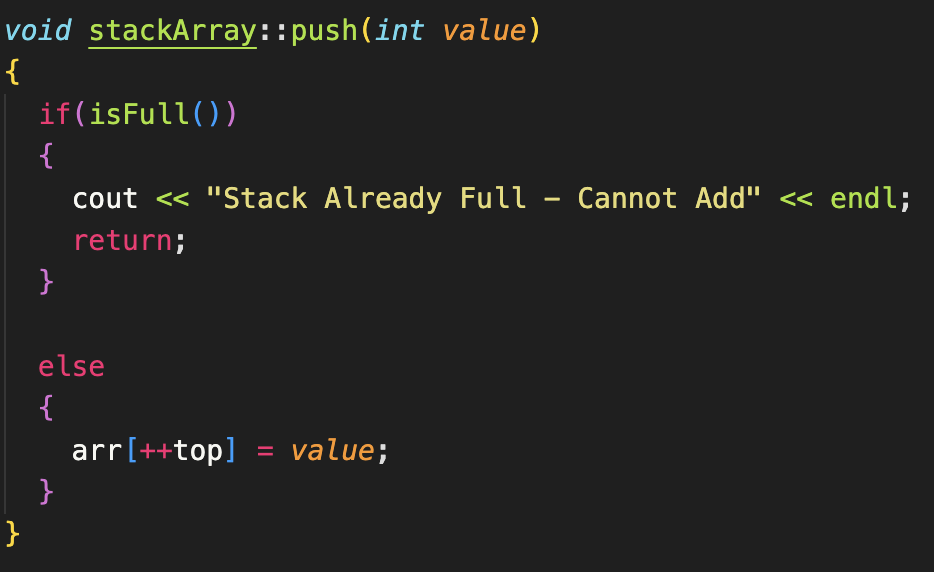 void stackArray::push(int value)
{
  if(isFull())
  {
    cout << "Stack Already Full – Cannot Add" << endl;
    return;
  }

  else
  {
    arr[++top] = value;
  }
}